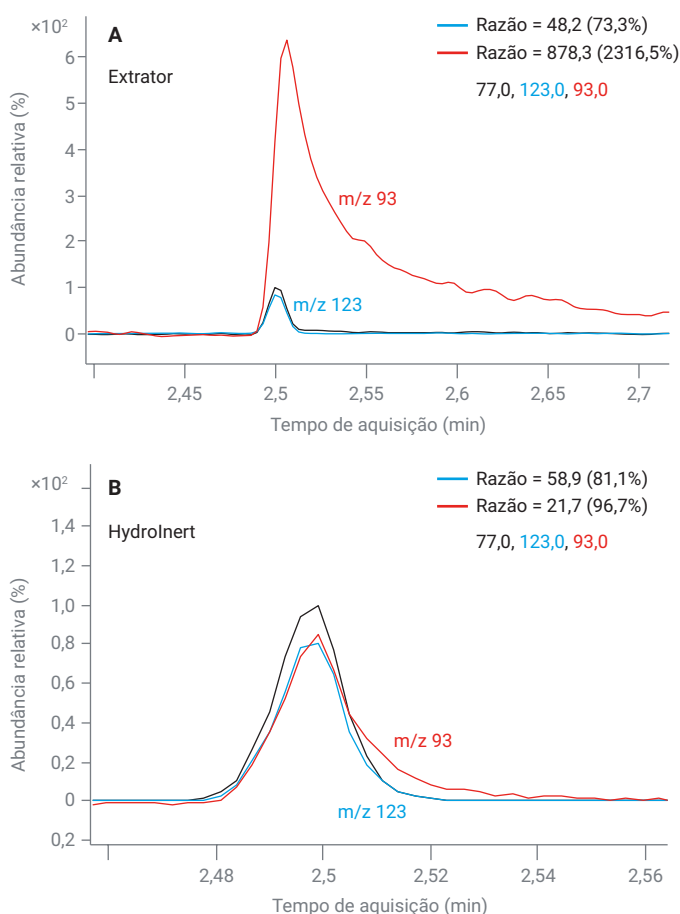 ×10²
A
Razão = 48,2 (73,3%)
Razão = 878,3 (2316,5%)
Extrator
77,0, 123,0, 93,0
Abundância relativa (%)
6
5
4
3
2
1
0
m/z 93
m/z 123
2,45
2,5
2,55
2,6
2,65
2,7
Tempo de aquisição (min)
×10²
B
Razão = 58,9 (81,1%)
Razão = 21,7 (96,7%)
HydroInert
77,0, 123,0, 93,0
Abundância relativa (%)
1,4
1,2
1,0
0,8
0,6
0,4
0,2
0
0,2
m/z 93
m/z 123
2,48
2,5
2,52
2,54
2,56
Tempo de aquisição (min)